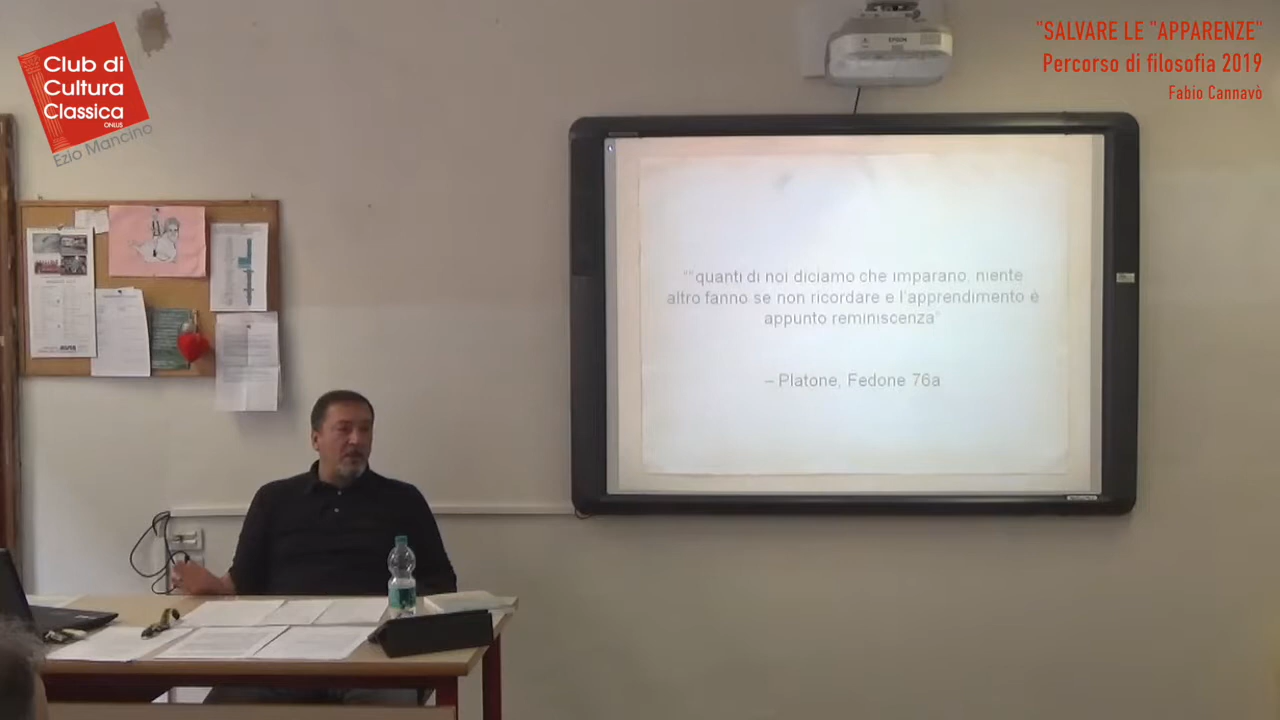 Club di
Cultura
Classica
ONLUS
Ezio Mancino
"SALVARE LE "APPARENZE"
Percorso di filosofia 2019
Fabio Cannavò
EPSON
""quanti di noi diciamo che imparano, niente
altro fanno se non ricordare e l'apprendimento è
appunto reminiscenza"
– Platone, Fedone 76a